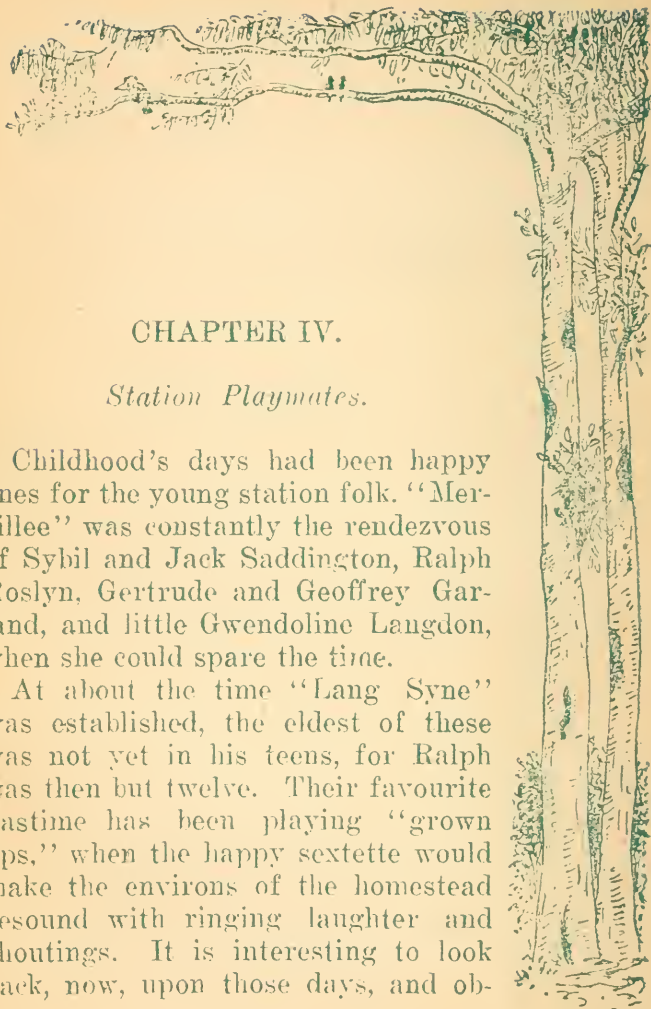 CHAPTER IV.
Station Playmates.
Childhood's days had been happy
nes for the young station folk. "Mer-
illee" was constantly the rendezvous
f Sybil and Jack Saddington, Ralph
oslyn, Gertrude and Geoffrey Gar-
and, and little Gwendoline Langdon,
hen she could spare the time.
At about the time "Lang Syne"
as established, the eldest of these
as not yet in his teens, for Ralph
as then but twelve. Their favourite
astime has been playing "grown
ps," when the happy sextette would
ake the environs of the homestead
esound with ringing laughter and
houtings. It is interesting to look
ack, now, upon those days, and ob-